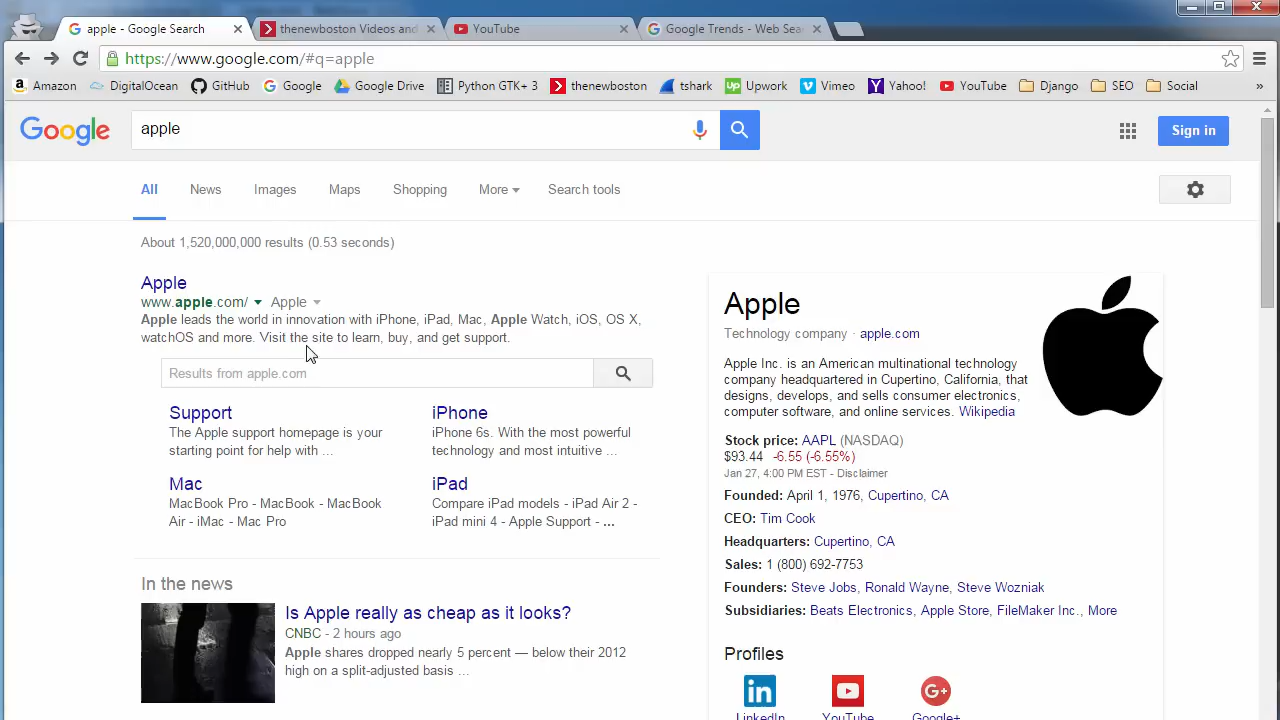 apple - Google Search
thenewboston Videos and
YouTube
Google Trends - Web Sea
https://www.google.com/#q=apple
Amazon
DigitalOcean
GitHub
Google
Google Drive
Python GTK+ 3
thenewboston
tshark
Upwork
Vimeo
Yahoo!
YouTube
Django
SEO
Social
»
Google
apple
Sign in
All
News
Images
Maps
Shopping
More
Search tools
About 1,520,000,000 results (0.53 seconds)
Apple
www.apple.com/ Apple
Apple leads the world in innovation with iPhone, iPad, Mac, Apple Watch, iOS, OS X,
watchOS and more. Visit the site to learn, buy, and get support.
Results from apple.com
Support
The Apple support homepage is your
starting point for help with ...
iPhone
iPhone 6s. With the most powerful
technology and most intuitive ...
Mac
MacBook Pro - MacBook - MacBook
Air - iMac - Mac Pro
iPad
Compare iPad models - iPad Air 2 -
iPad mini 4 - Apple Support - ...
In the news
Is Apple really as cheap as it looks?
CNBC - 2 hours ago
Apple shares dropped nearly 5 percent — below their 2012
high on a split-adjusted basis ...
Apple
Technology company · apple.com
Apple Inc. is an American multinational technology
company headquartered in Cupertino, California, that
designs, develops, and sells consumer electronics,
computer software, and online services. Wikipedia
Stock price: AAPL (NASDAQ)
$93.44 -6.55 (-6.55%)
Jan 27, 4:00 PM EST - Disclaimer
Founded: April 1, 1976, Cupertino, CA
CEO: Tim Cook
Headquarters: Cupertino, CA
Sales: 1 (800) 692-7753
Founders: Steve Jobs, Ronald Wayne, Steve Wozniak
Subsidiaries: Beats Electronics, Apple Store, FileMaker Inc., More
Profiles
LinkedIn
YouTube
Google+